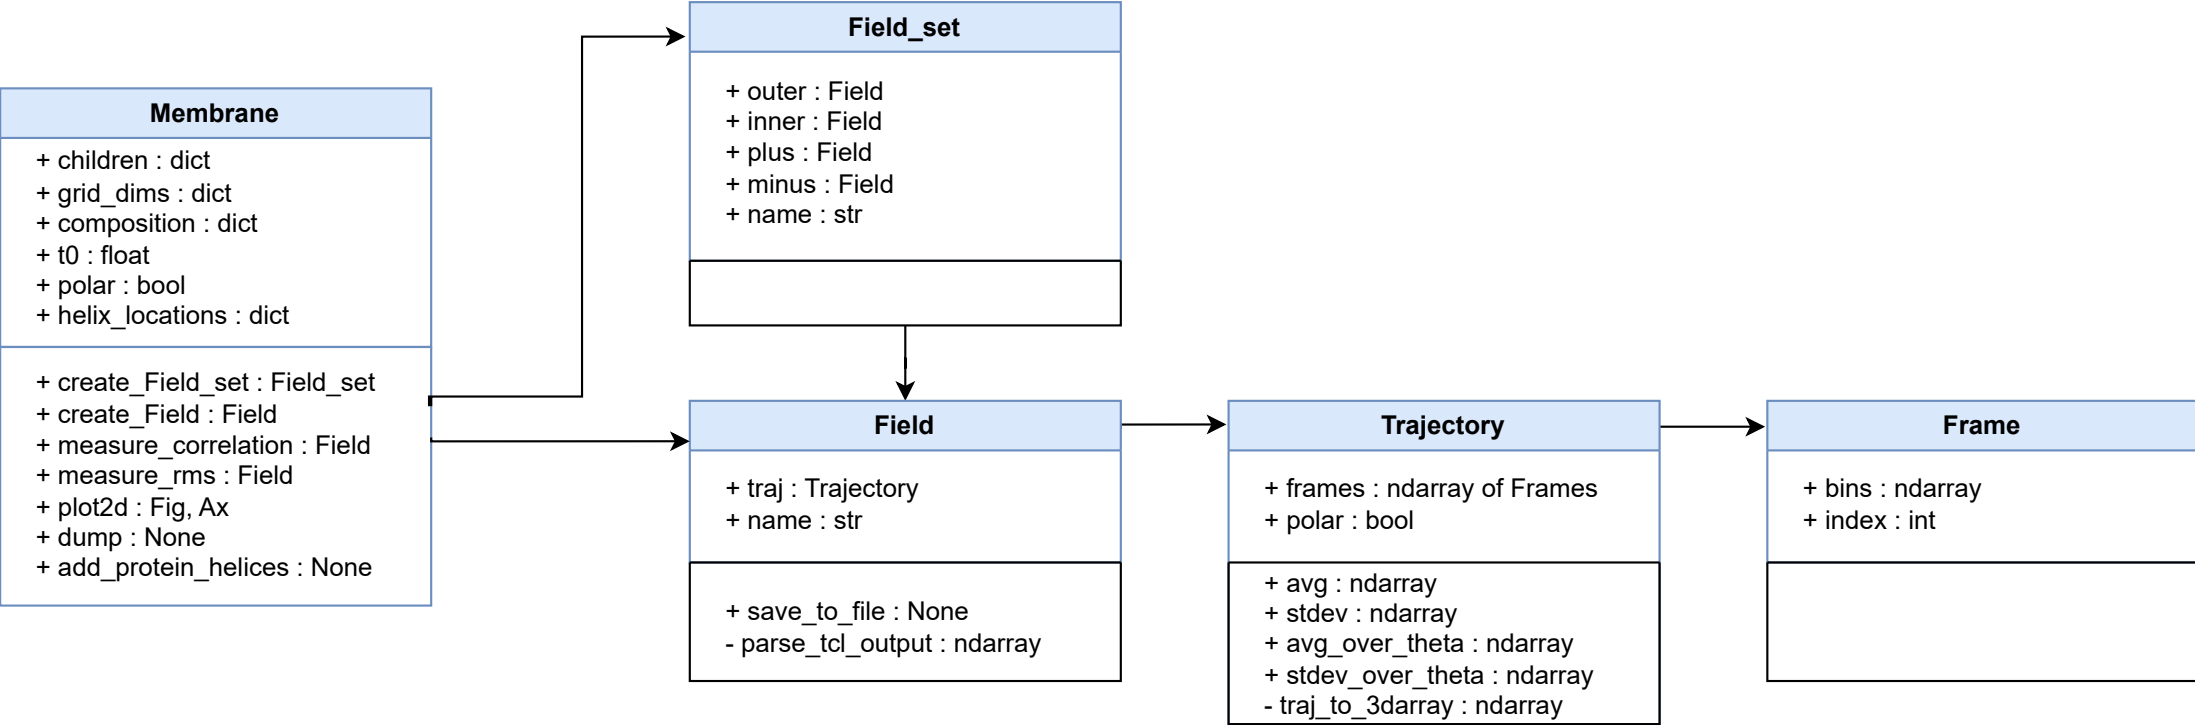 Membrane
+ children : dict
+ grid_dims : dict
+ composition : dict
+ t0 : float
+ polar : bool
+ helix_locations : dict
+ create_Field_set : Field_set
+ create_Field : Field
+ measure_correlation : Field
+ measure_rms : Field
+ plot2d : Fig, Ax
+ dump : None
+ add_protein_helices : None
Field_set
+ outer : Field
+ inner : Field
+ plus : Field
+ minus : Field
+ name : str
Field
+ traj : Trajectory
+ name : str
+ save_to_file : None
- parse_tcl_output : ndarray
Trajectory
+ frames : ndarray of Frames
+ polar : bool
+ avg : ndarray
+ stdev : ndarray
+ avg_over_theta : ndarray
+ stdev_over_theta : ndarray
- traj_to_3darray : ndarray
Frame
+ bins : ndarray
+ index : int